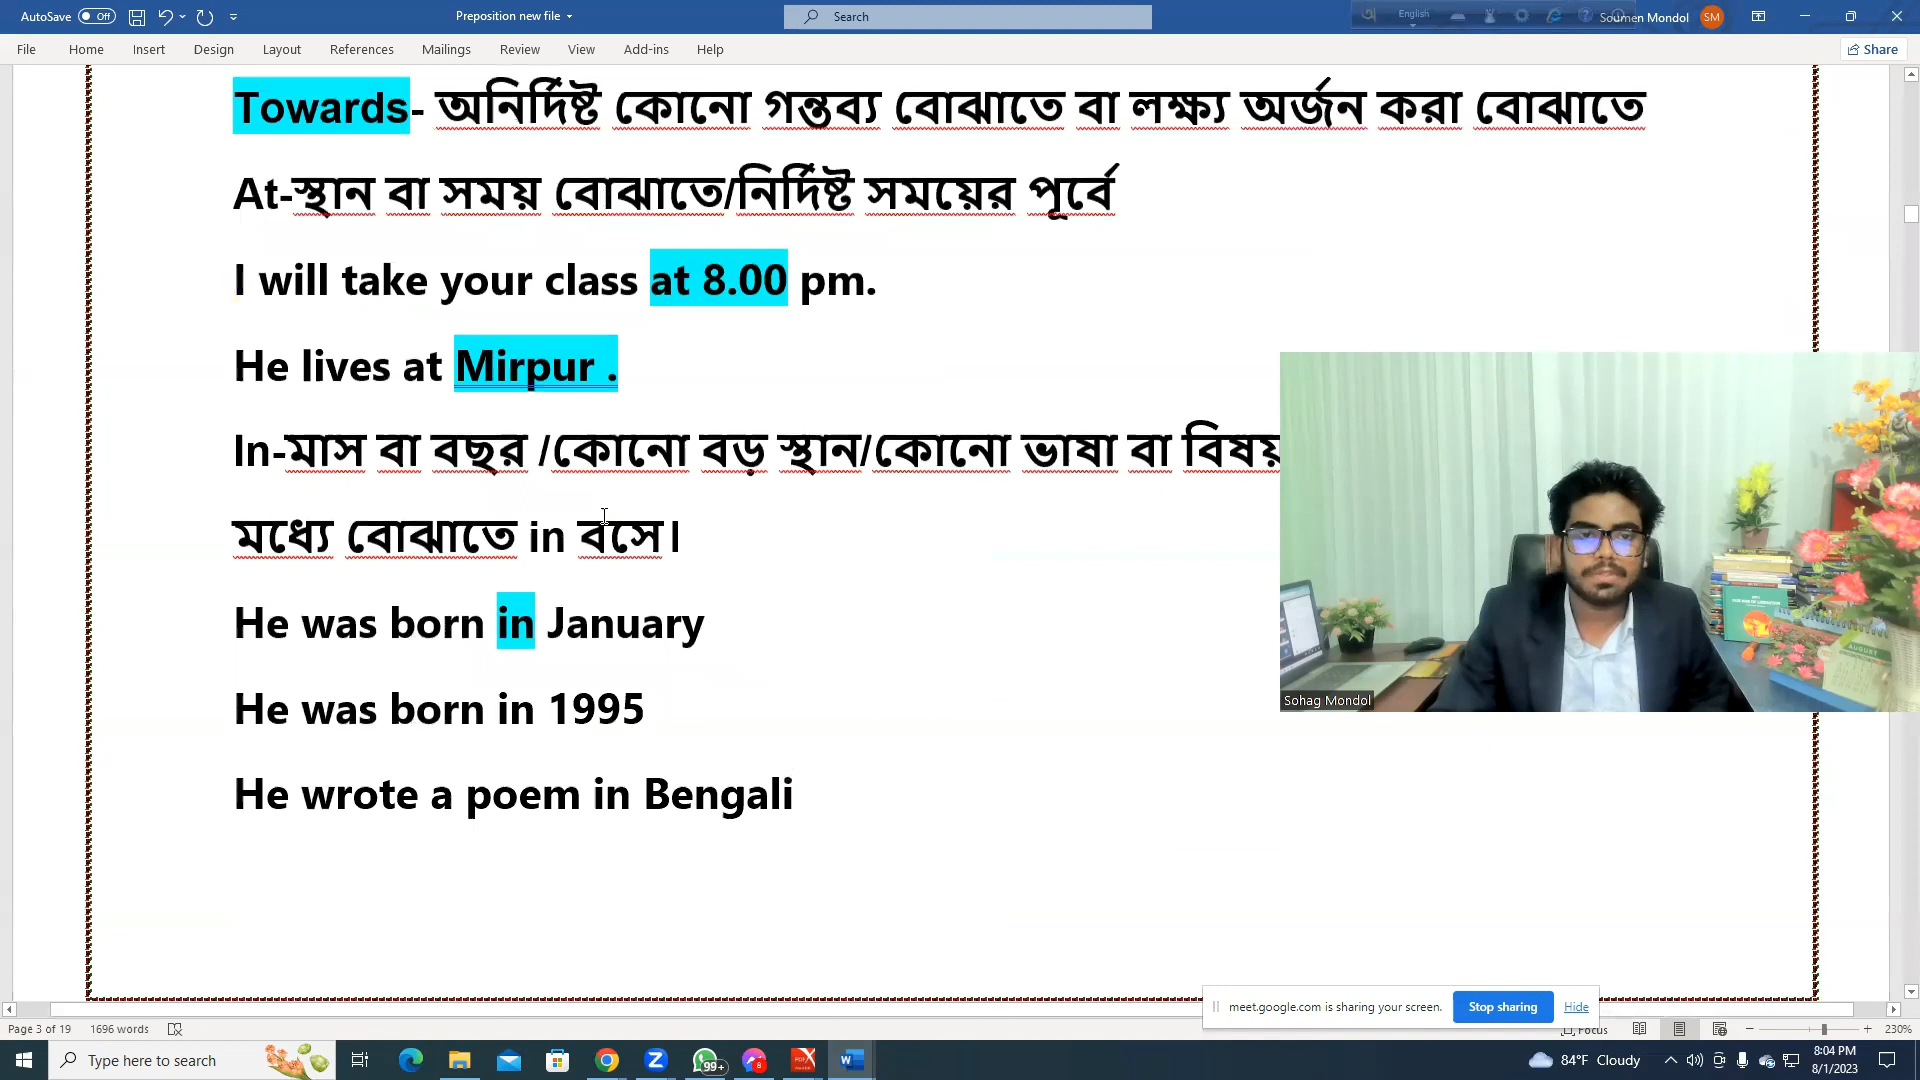 AutoSave Off Preposition new file Search English Soumen Mondol SM
File Home Insert Design Layout References Mailings Review View Add-ins Help Share
Towards- অনির্দিষ্ট কোনো গন্তব্য বোঝাতে বা লক্ষ্য অর্জন করা বোঝাতে
At-স্থান বা সময় বোঝাতে/নির্দিষ্ট সময়ের পূর্বে
I will take your class at 8.00 pm.
He lives at Mirpur .
In-মাস বা বছর /কোনো বড় স্থান/কোনো ভাষা বা বিষয়
মধ্যে বোঝাতে in বসে।
He was born in January
He was born in 1995
He wrote a poem in Bengali
Sohag Mondol
AUGUST
meet.google.com is sharing your screen. Stop sharing Hide
Page 3 of 19 1696 words Focus 230%
Type here to search 99+ 8 84°F Cloudy 8:04 PM
8/1/2023